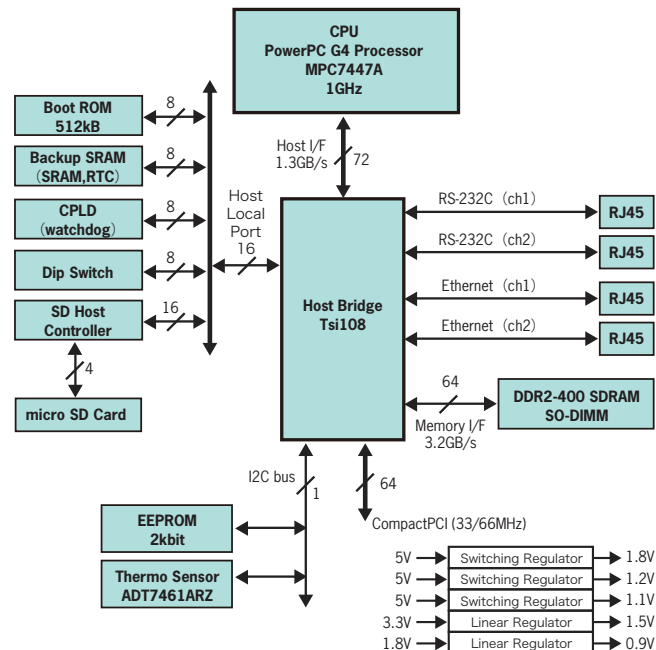 CPU
PowerPC G4 Processor
MPC7447A
1GHz
Host I/F
1.3GB/s
72
Boot ROM
512kB
8
Backup SRAM
（SRAM,RTC）
8
CPLD
（watchdog）
8
Dip Switch
8
SD Host
Controller
16
4
micro SD Card
Host
Local
Port
16
Host Bridge
Tsi108
RS-232C（ch1）
RJ45
RS-232C（ch2）
RJ45
Ethernet（ch1）
RJ45
Ethernet（ch2）
RJ45
64
Memory I/F
3.2GB/s
DDR2-400 SDRAM
SO-DIMM
I2C bus
1
64
CompactPCI (33/66MHz)
EEPROM
2kbit
Thermo Sensor
ADT7461ARZ
5V Switching Regulator 1.8V
5V Switching Regulator 1.2V
5V Switching Regulator 1.1V
3.3V Linear Regulator 1.5V
1.8V Linear Regulator 0.9V